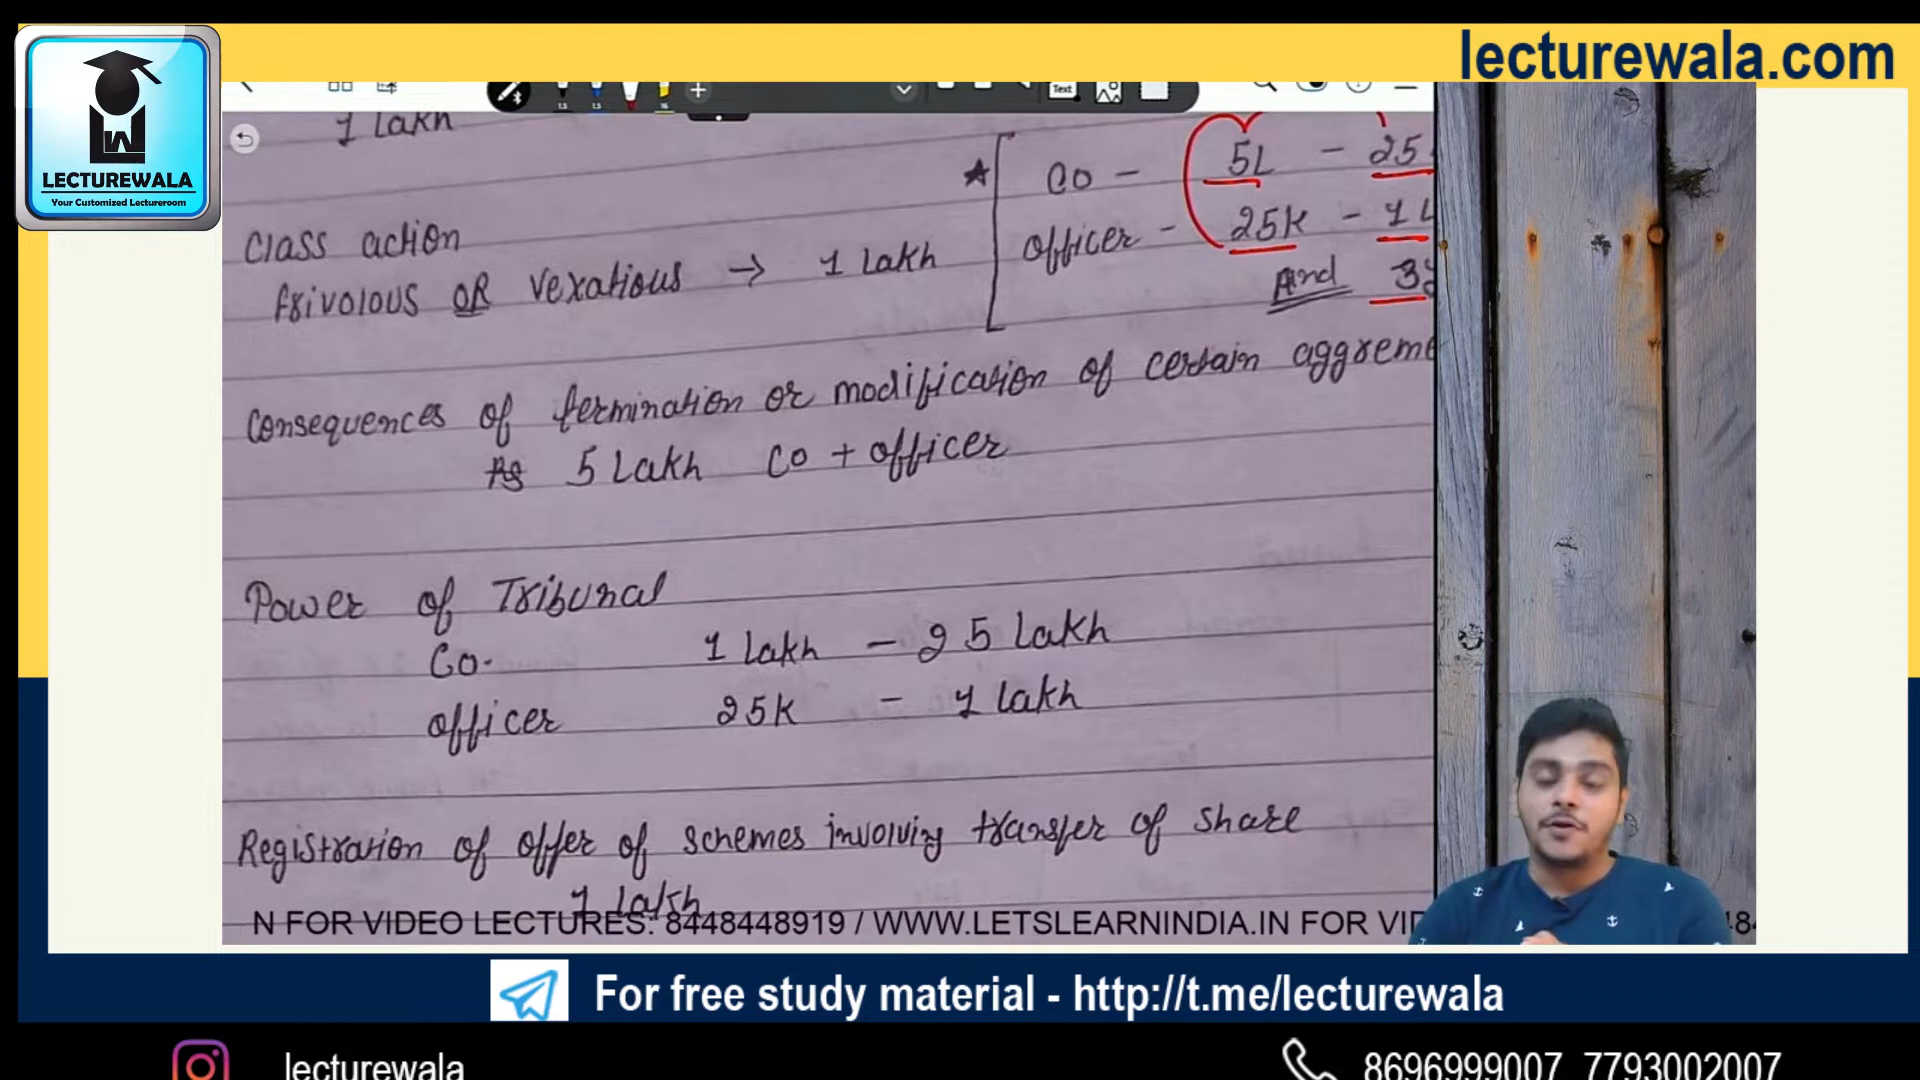 lecturewala.com
LW
LECTUREWALA
Your Customized Lectureroom
Text
1 lakh
Co - 5L - 25
officer - 25K - 1 L
And 3
Class action
frivolous OR vexatious → 1 Lakh
Consequences of termination or modification of certain aggreme
5 Lakh Co + officer
Power of Tribunal
Co. 1 lakh - 25 lakh
officer 25K - 1 lakh
Registration of offer of schemes involving transfer of share
1 lakh
N FOR VIDEO LECTURES: 8448448919 / WWW.LETSLEARNINDIA.IN FOR VI 84
For free study material - http://t.me/lecturewala
lecturewala
8696999007, 7793002007